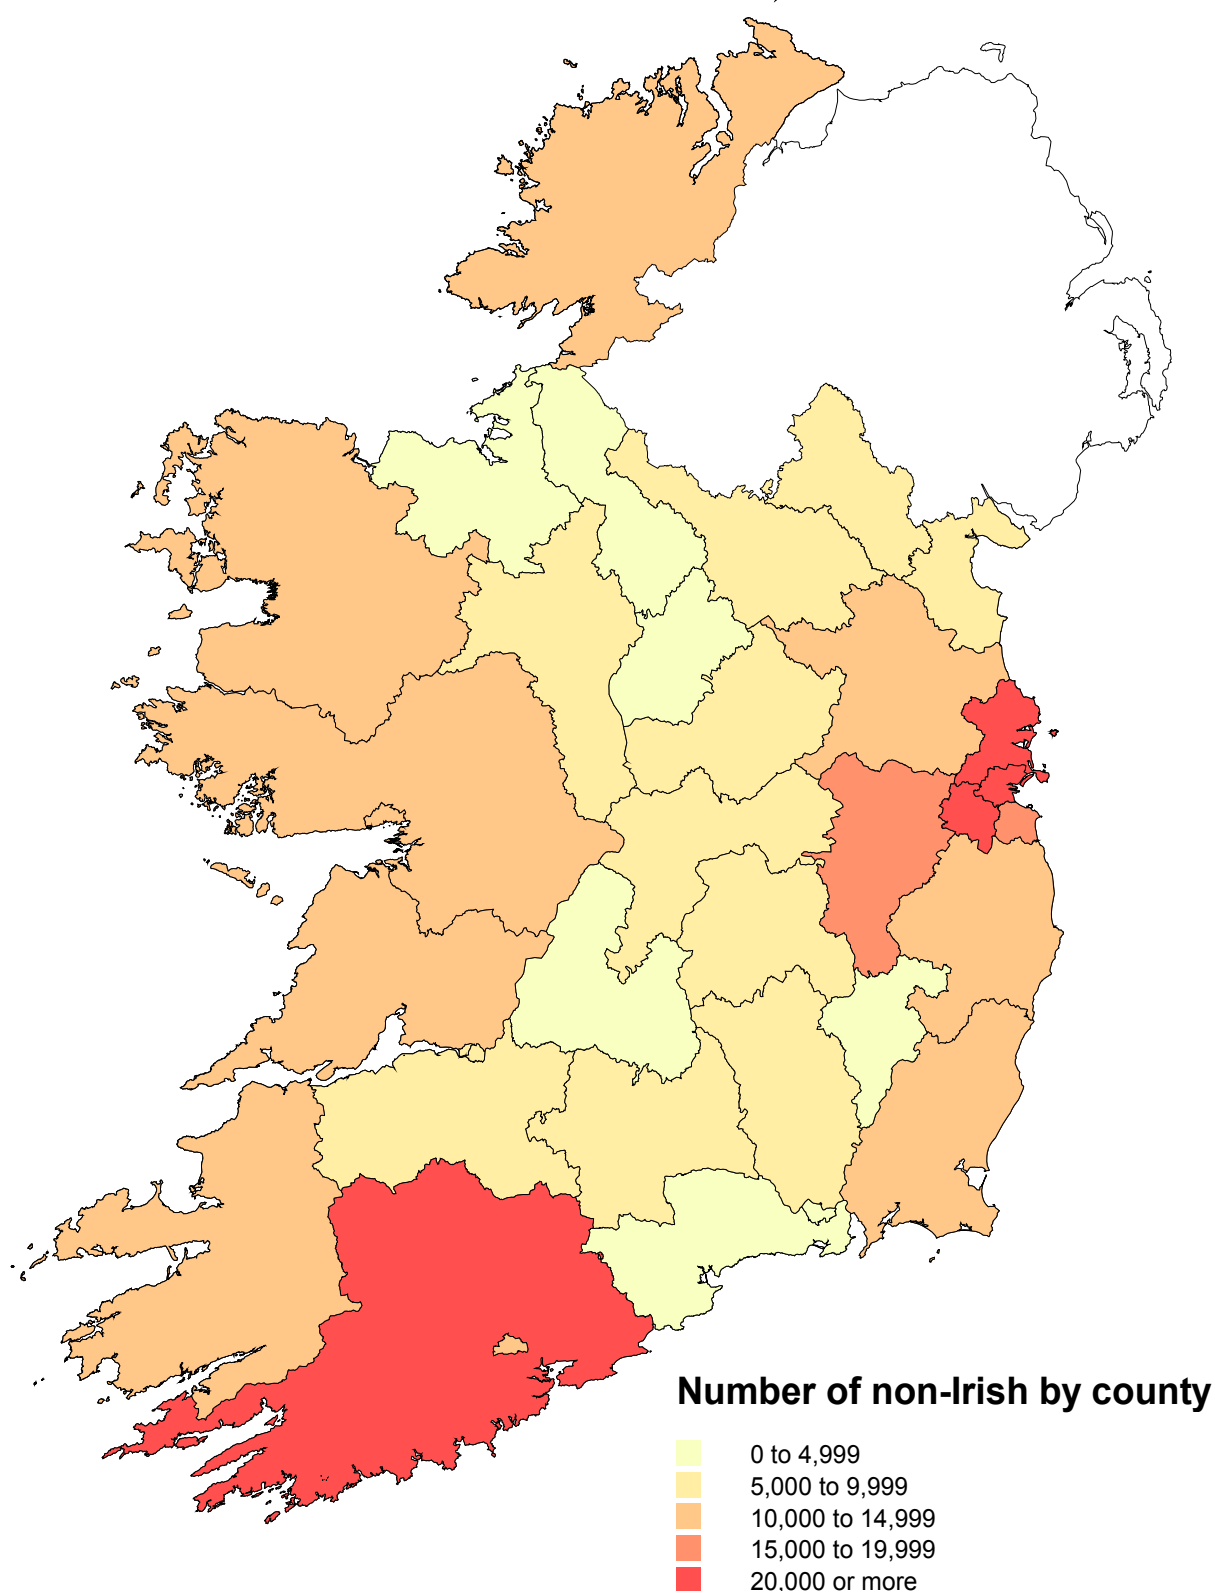 Number of non-Irish by county
0 to 4,999
5,000 to 9,999
10,000 to 14,999
15,000 to 19,999
20,000 or more